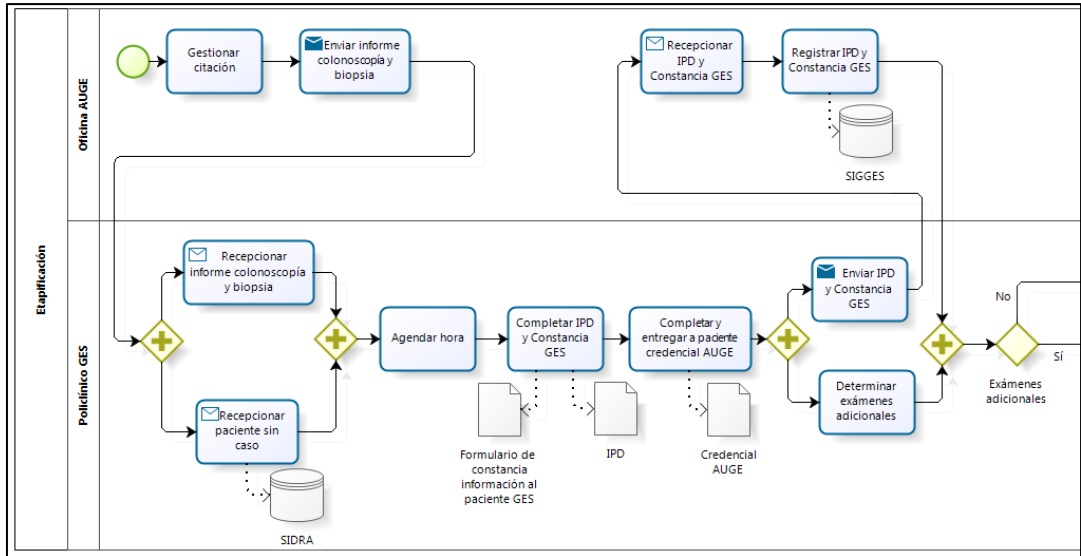 Etapificación
Oficina AUGE
Gestionar
citación
Enviar informe
colonoscopía y
biopsia
Recepcionar
IPD y
Constancia GES
Registrar IPD y
Constancia GES
SIGGES
Policlínico GES
Recepcionar
informe colonoscopía
y biopsia
Recepcionar
paciente sin
caso
SIDRA
Agendar hora
Completar IPD
y Constancia
GES
Formulario de
constancia
información al
paciente GES
IPD
Completar y
entregar a paciente
credencial AUGE
Credencial
AUGE
Enviar IPD
y Constancia
GES
Determinar
exámenes
adicionales
No
Sí
Exámenes
adicionales